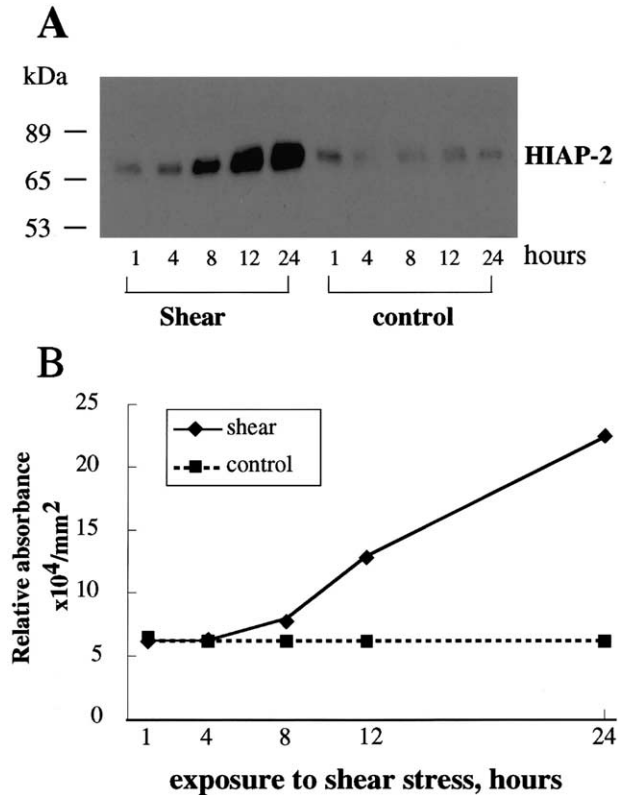 A
kDa
89
65
53
HIAP-2
1 4 8 12 24 1 4 8 12 24 hours
Shear control
B
Relative absorbance
x10⁴/mm²
25
20
15
10
5
0
shear
control
1 4 8 12 24
exposure to shear stress, hours